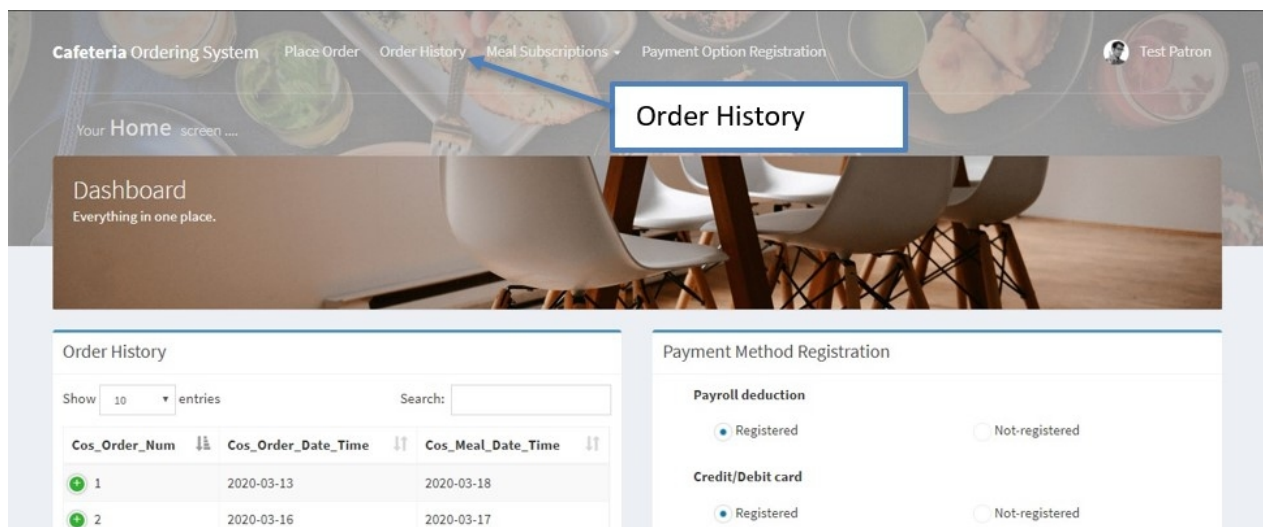 Cafeteria Ordering System Place Order Order History Meal Subscriptions Payment Option Registration Test Patron
Order History
Your Home screen ....
Dashboard
Everything in one place.
Order History
Show 10 entries Search:
Cos_Order_Num Cos_Order_Date_Time Cos_Meal_Date_Time
1 2020-03-13 2020-03-18
2 2020-03-16 2020-03-17
Payment Method Registration
Payroll deduction
Registered Not-registered
Credit/Debit card
Registered Not-registered